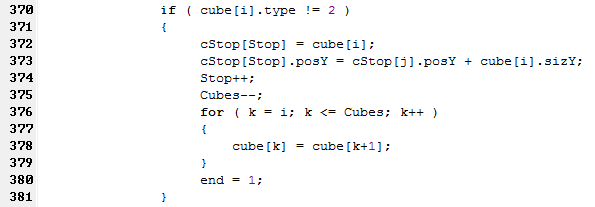 370 if ( cube[i].type != 2 )
371 {
372 cStop[Stop] = cube[i];
373 cStop[Stop].posY = cStop[j].posY + cube[i].sizY;
374 Stop++;
375 Cubes--;
376 for ( k = i; k <= Cubes; k++ )
377 {
378 cube[k] = cube[k+1];
379 }
380 end = 1;
381 }